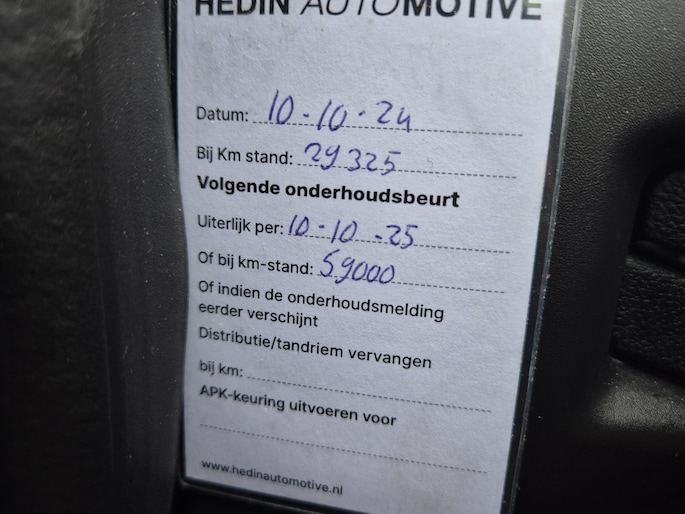 HEDIN AUTOMOTIVE
Datum: 10-10-24
Bij Km stand: 29325
Volgende onderhoudsbeurt
Uiterlijk per: 10-10-25
Of bij km-stand: 59000
Of indien de onderhoudsmelding
eerder verschijnt
Distributie/tandriem vervangen
bij km:
APK-keuring uitvoeren voor
www.hedinautomotive.nl